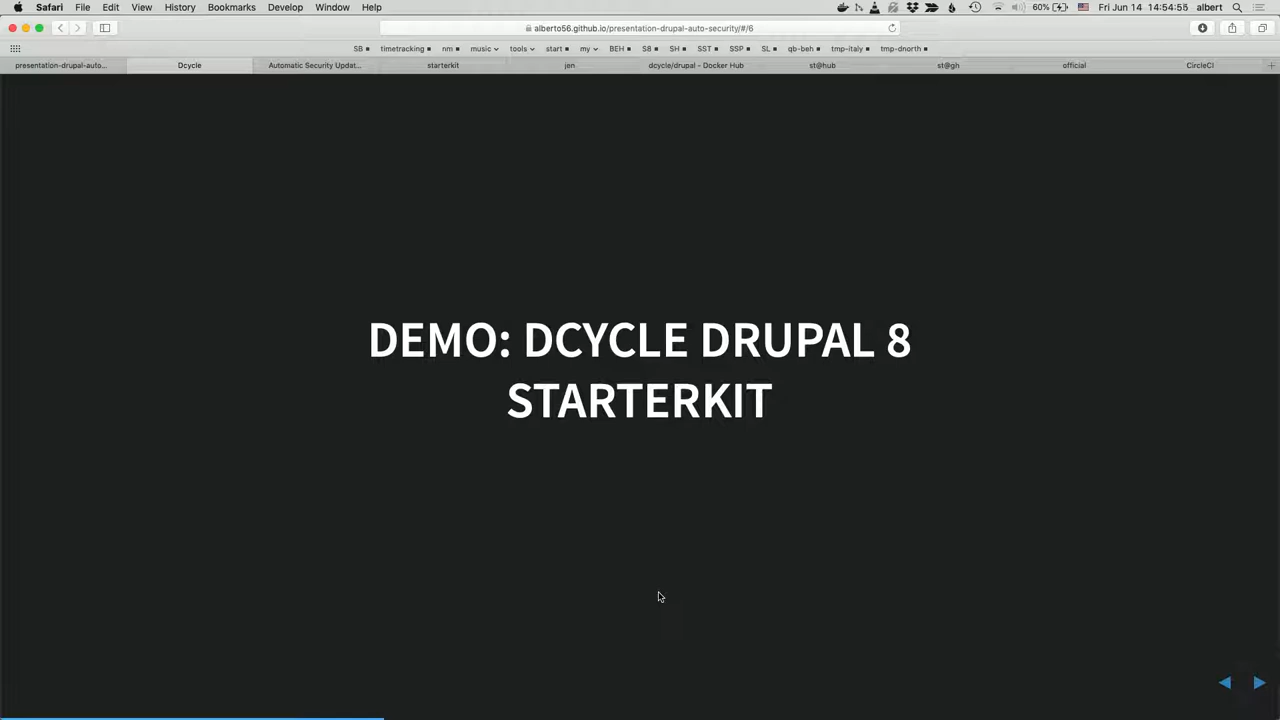 Safari File Edit View History Bookmarks Develop Window Help 60% Fri Jun 14 14:54:55 albert
alberto56.github.io/presentation-drupal-auto-security/#/6
SB timetracking nm music tools start my BEH S8 SH SST SSP SL qb-beh tmp-italy tmp-dnorth
presentation-drupal-auto... Dcycle Automatic Security Updat... starterkit jen dcycle/drupal - Docker Hub st@hub st@gh official CircleCI
DEMO: DCYCLE DRUPAL 8
STARTERKIT